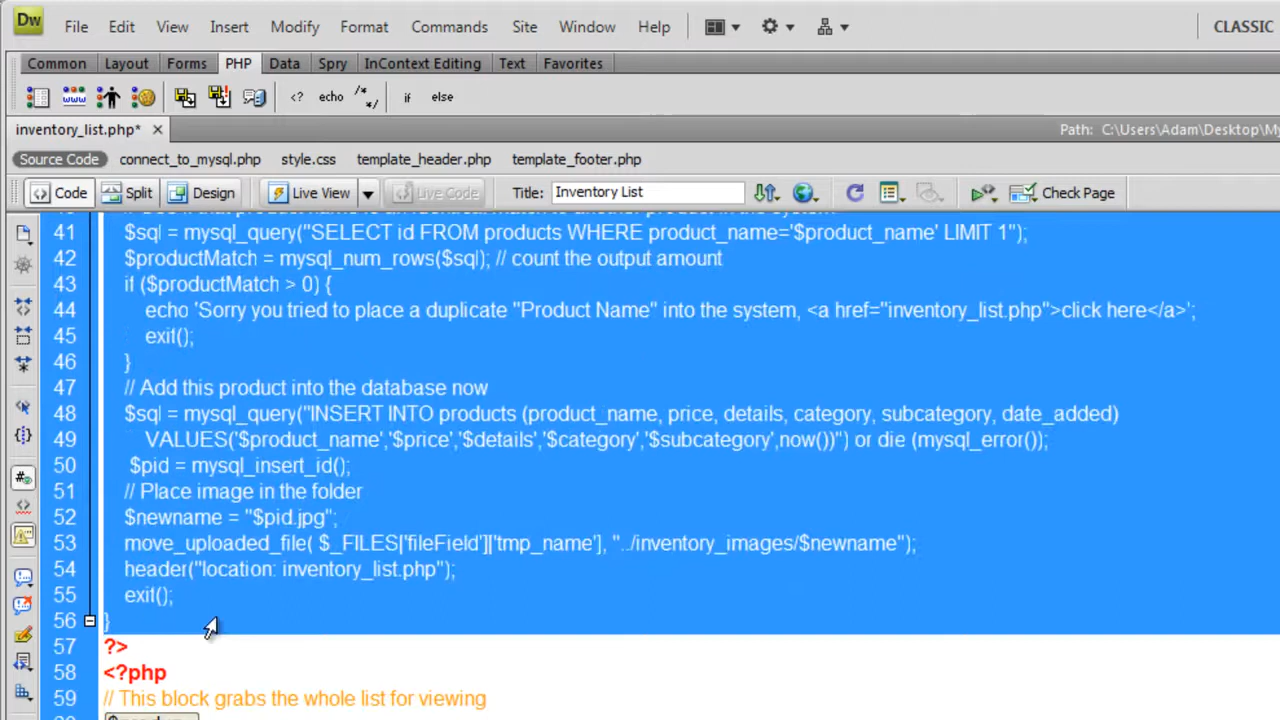 Dw File Edit View Insert Modify Format Commands Site Window Help CLASSIC
Common Layout Forms PHP Data Spry InContext Editing Text Favorites
<? echo /* */ if else
inventory_list.php* Path: C:\Users\Adam\Desktop\My
Source Code connect_to_mysql.php style.css template_header.php template_footer.php
Code Split Design Live View Live Code Title: Inventory List Check Page
41 $sql = mysql_query("SELECT id FROM products WHERE product_name='$product_name' LIMIT 1");
42 $productMatch = mysql_num_rows($sql); // count the output amount
43 if ($productMatch > 0) {
44 echo 'Sorry you tried to place a duplicate "Product Name" into the system, <a href="inventory_list.php">click here</a>';
45 exit();
46 }
47 // Add this product into the database now
48 $sql = mysql_query("INSERT INTO products (product_name, price, details, category, subcategory, date_added)
49 VALUES('$product_name','$price','$details','$category','$subcategory',now())") or die (mysql_error());
50 $pid = mysql_insert_id();
51 // Place image in the folder
52 $newname = "$pid.jpg";
53 move_uploaded_file( $_FILES['fileField']['tmp_name'], "../inventory_images/$newname");
54 header("location: inventory_list.php");
55 exit();
56 }
57 ?>
58 <?php
59 // This block grabs the whole list for viewing